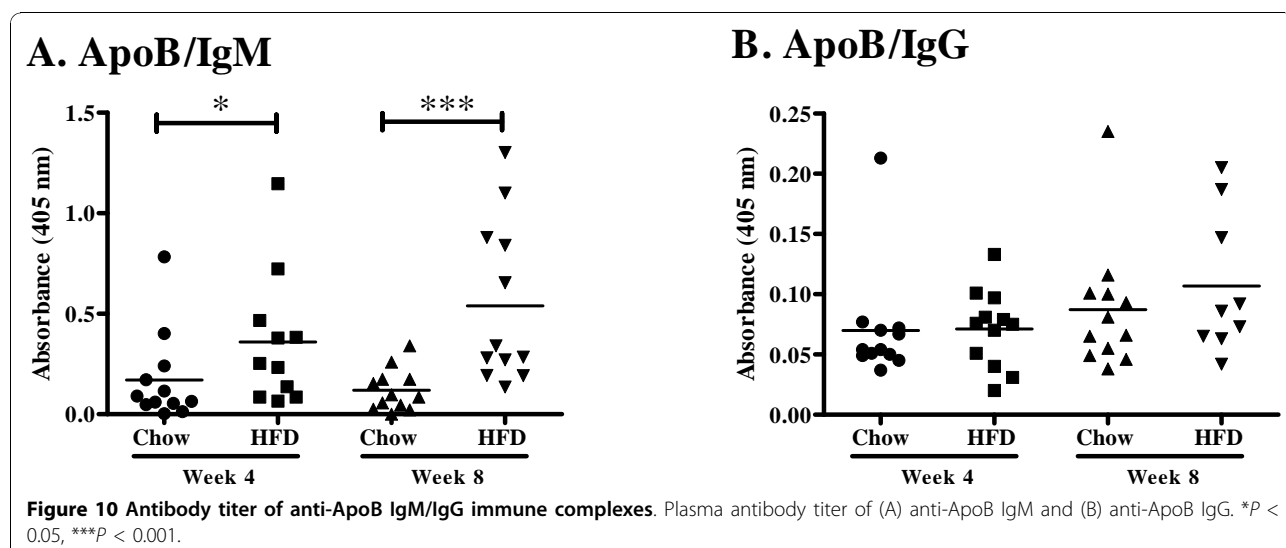 A. ApoB/IgM
* ***
1.5
1.0
0.5
0.0
Absorbance (405 nm)
Chow HFD Chow HFD
Week 4 Week 8
B. ApoB/IgG
0.25
0.20
0.15
0.10
0.05
0.00
Absorbance (405 nm)
Chow HFD Chow HFD
Week 4 Week 8
Figure 10 Antibody titer of anti-ApoB IgM/IgG immune complexes. Plasma antibody titer of (A) anti-ApoB IgM and (B) anti-ApoB IgG. *P <
0.05, ***P < 0.001.